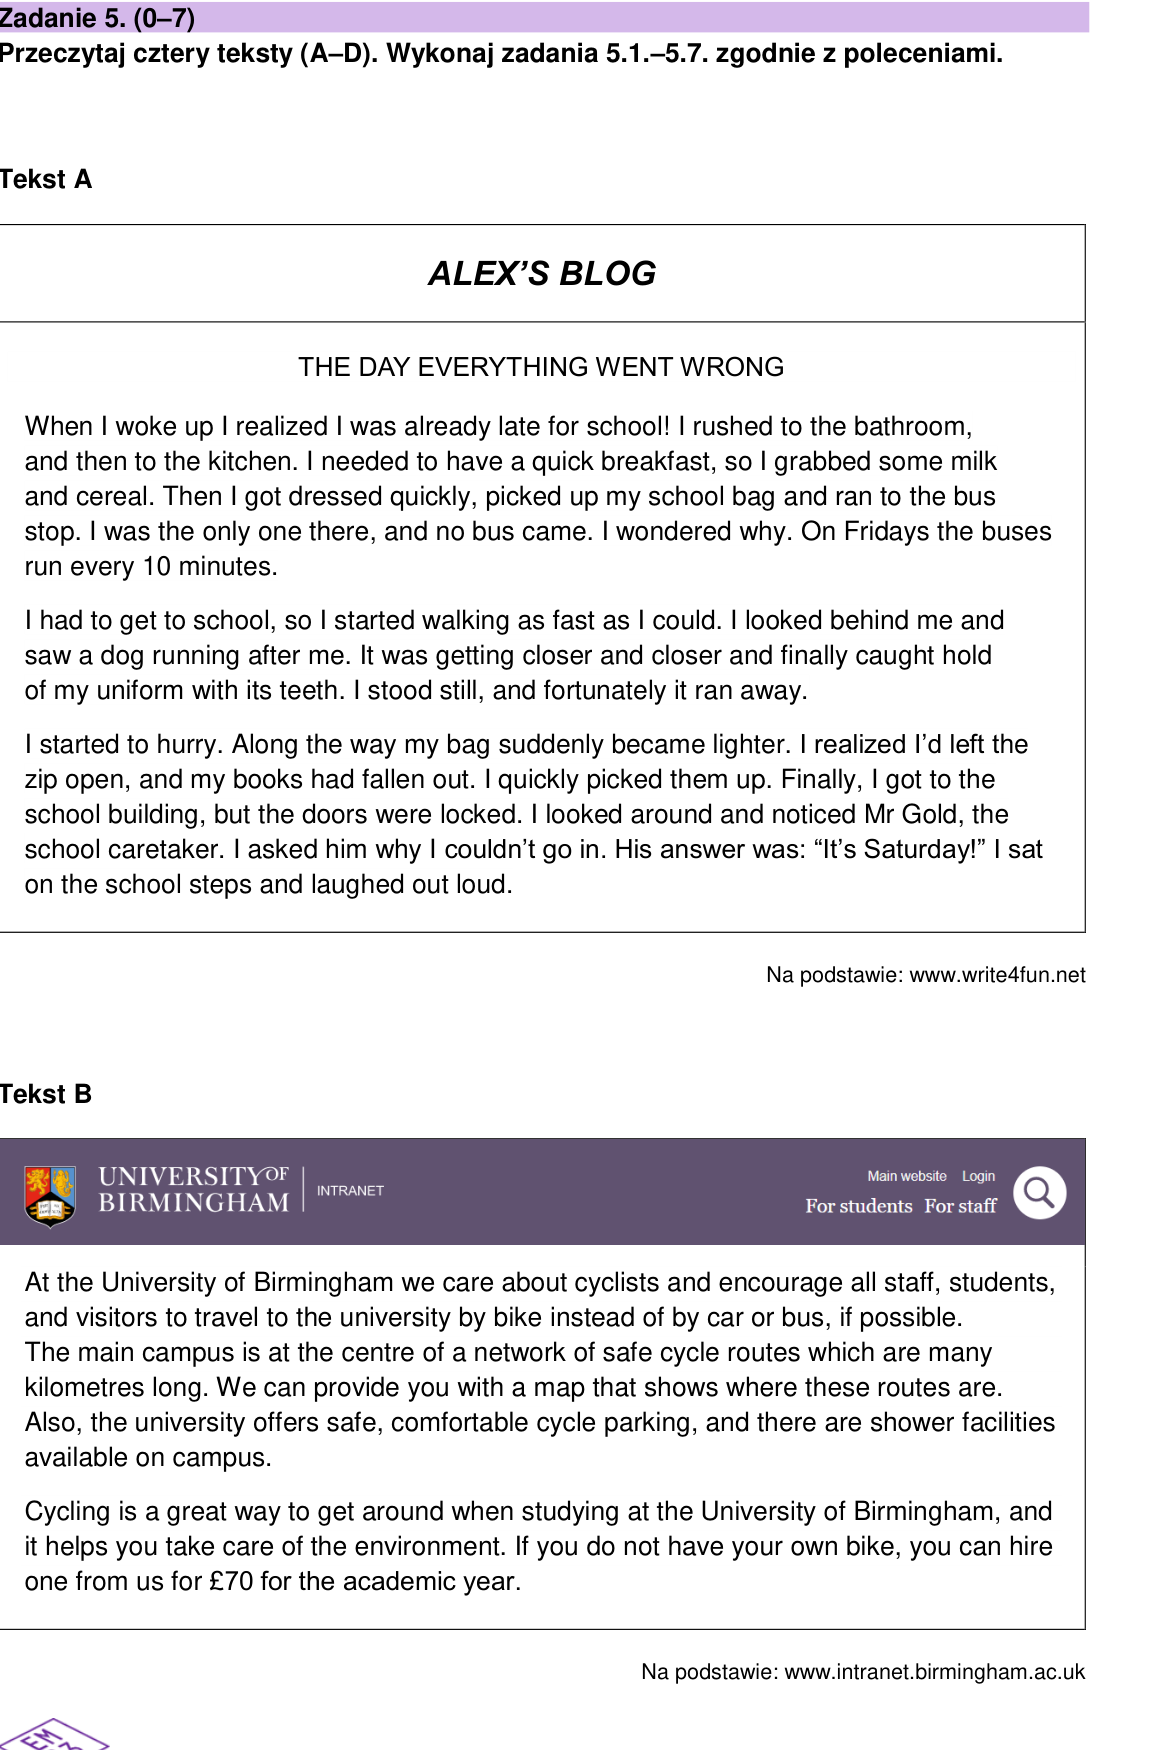 Zadanie 5. (0–7)
Przeczytaj cztery teksty (A–D). Wykonaj zadania 5.1.–5.7. zgodnie z poleceniami.
Tekst A
ALEX’S BLOG
THE DAY EVERYTHING WENT WRONG
When I woke up I realized I was already late for school! I rushed to the bathroom,
and then to the kitchen. I needed to have a quick breakfast, so I grabbed some milk
and cereal. Then I got dressed quickly, picked up my school bag and ran to the bus
stop. I was the only one there, and no bus came. I wondered why. On Fridays the buses
run every 10 minutes.
I had to get to school, so I started walking as fast as I could. I looked behind me and
saw a dog running after me. It was getting closer and closer and finally caught hold
of my uniform with its teeth. I stood still, and fortunately it ran away.
I started to hurry. Along the way my bag suddenly became lighter. I realized I’d left the
zip open, and my books had fallen out. I quickly picked them up. Finally, I got to the
school building, but the doors were locked. I looked around and noticed Mr Gold, the
school caretaker. I asked him why I couldn’t go in. His answer was: “It’s Saturday!” I sat
on the school steps and laughed out loud.
Na podstawie: www.write4fun.net
Tekst B
UNIVERSITY OF
BIRMINGHAM
INTRANET
Main website Login
For students For staff
At the University of Birmingham we care about cyclists and encourage all staff, students,
and visitors to travel to the university by bike instead of by car or bus, if possible.
The main campus is at the centre of a network of safe cycle routes which are many
kilometres long. We can provide you with a map that shows where these routes are.
Also, the university offers safe, comfortable cycle parking, and there are shower facilities
available on campus.
Cycling is a great way to get around when studying at the University of Birmingham, and
it helps you take care of the environment. If you do not have your own bike, you can hire
one from us for £70 for the academic year.
Na podstawie: www.intranet.birmingham.ac.uk